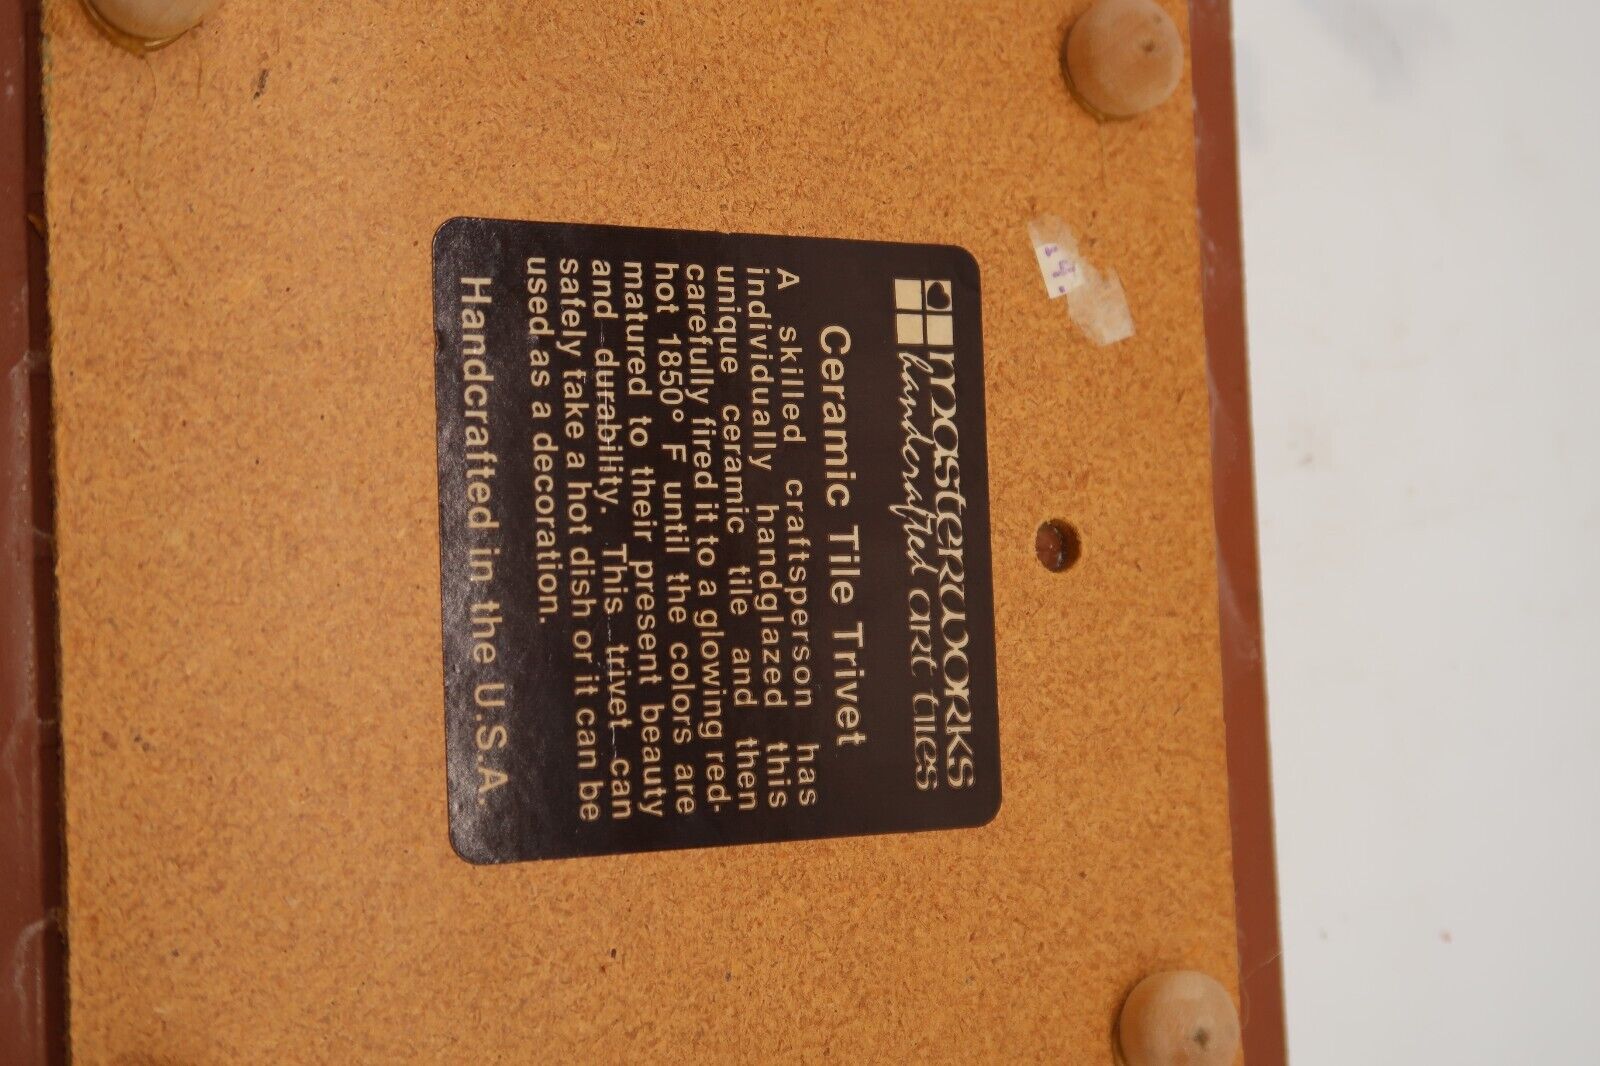 masterworks
handcrafted art tiles
Ceramic Tile Trivet
A skilled craftsperson has
individually handglazed this
unique ceramic tile and then
carefully fired it to a glowing red-
hot 1850° F until the colors are
matured to their present beauty
and durability. This trivet can
safely take a hot dish or it can be
used as a decoration.
Handcrafted in the U.S.A.